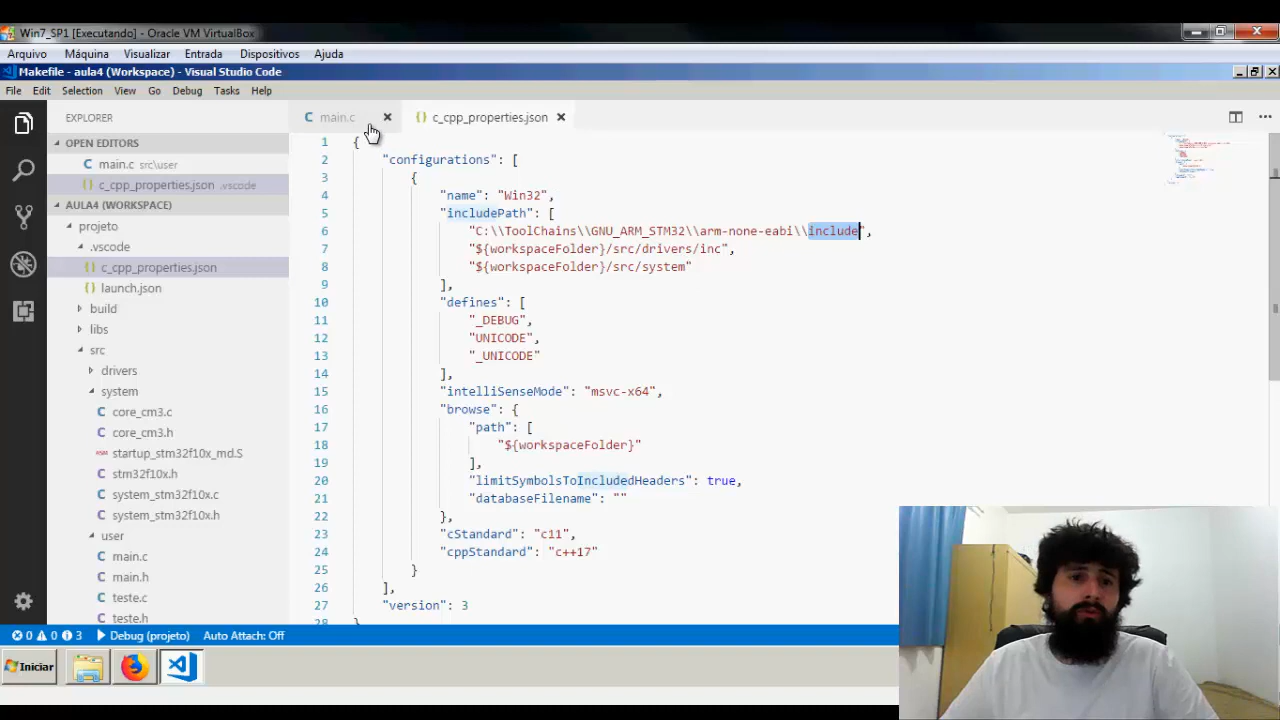 Win7_SP1 [Executando] - Oracle VM VirtualBox
Arquivo Máquina Visualizar Entrada Dispositivos Ajuda
Makefile - aula4 (Workspace) - Visual Studio Code
File Edit Selection View Go Debug Tasks Help
EXPLORER
OPEN EDITORS
main.c src\user
c_cpp_properties.json .vscode
AULA4 (WORKSPACE)
projeto
.vscode
c_cpp_properties.json
launch.json
build
libs
src
drivers
system
core_cm3.c
core_cm3.h
startup_stm32f10x_md.S
stm32f10x.h
system_stm32f10x.c
system_stm32f10x.h
user
main.c
main.h
teste.c
teste.h
main.c c_cpp_properties.json
1 {
2 "configurations": [
3 {
4 "name": "Win32",
5 "includePath": [
6 "C:\\ToolChains\\GNU_ARM_STM32\\arm-none-eabi\\include",
7 "${workspaceFolder}/src/drivers/inc",
8 "${workspaceFolder}/src/system"
9 ],
10 "defines": [
11 "_DEBUG",
12 "UNICODE",
13 "_UNICODE"
14 ],
15 "intelliSenseMode": "msvc-x64",
16 "browse": {
17 "path": [
18 "${workspaceFolder}"
19 ],
20 "limitSymbolsToIncludedHeaders": true,
21 "databaseFilename": ""
22 },
23 "cStandard": "c11",
24 "cppStandard": "c++17"
25 }
26 ],
27 "version": 3
28 }
0 0 3 Debug (projeto) Auto Attach: Off
Iniciar